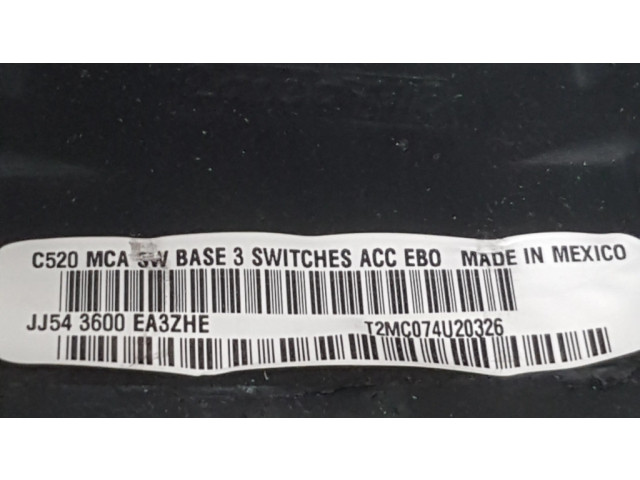 C520 MCA SW BASE 3 SWITCHES ACC EBO MADE IN MEXICO
JJ54 3600 EA3ZHE T2MC074U20326